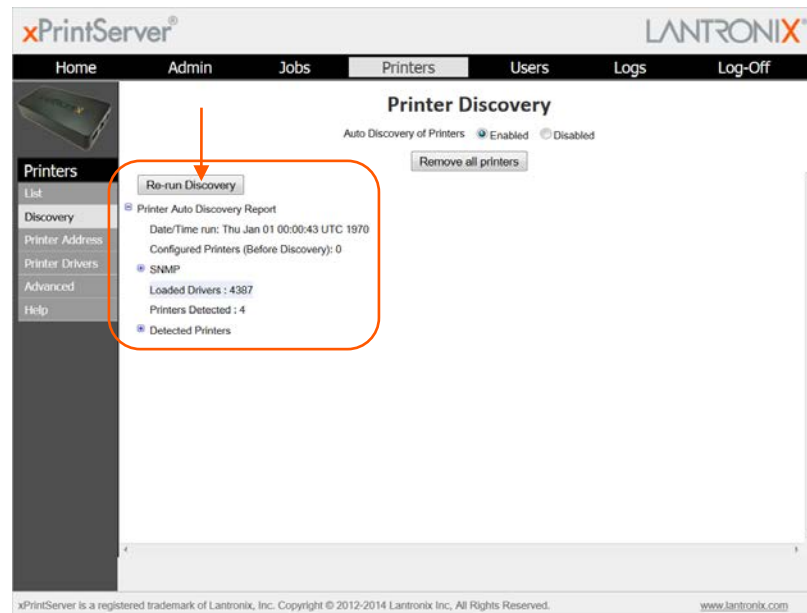 xPrintServer® LANTRONIX®
Home Admin Jobs Printers Users Logs Log-Off
Printer Discovery
Auto Discovery of Printers Enabled Disabled
Remove all printers
Printers
List
Discovery
Printer Address
Printer Drivers
Advanced
Help
Re-run Discovery
Printer Auto Discovery Report
Date/Time run: Thu Jan 01 00:00:43 UTC 1970
Configured Printers (Before Discovery): 0
SNMP
Loaded Drivers : 4387
Printers Detected : 4
Detected Printers
xPrintServer is a registered trademark of Lantronix, Inc. Copyright © 2012-2014 Lantronix Inc, All Rights Reserved. www.lantronix.com